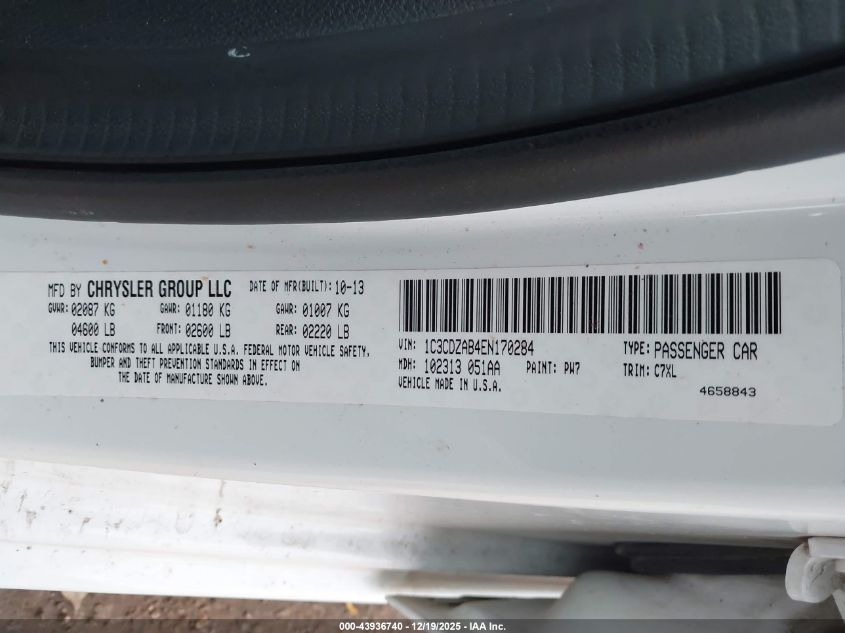 MFD BY CHRYSLER GROUP LLC DATE OF MFR(BUILT): 10-13
GVWR: 02087 KG GAWR: 01180 KG GAWR: 01007 KG
04600 LB FRONT: 02600 LB REAR: 02220 LB
THIS VEHICLE CONFORMS TO ALL APPLICABLE U.S.A. FEDERAL MOTOR VEHICLE SAFETY,
BUMPER AND THEFT PREVENTION STANDARDS IN EFFECT ON
THE DATE OF MANUFACTURE SHOWN ABOVE.
VIN: 1C3CDZAB4EN170284 TYPE: PASSENGER CAR
MDH: 102313 051AA PAINT: PW7 TRIM: C7XL
VEHICLE MADE IN U.S.A.
4658843
000-43936740 - 12/19/2025 - IAA Inc.